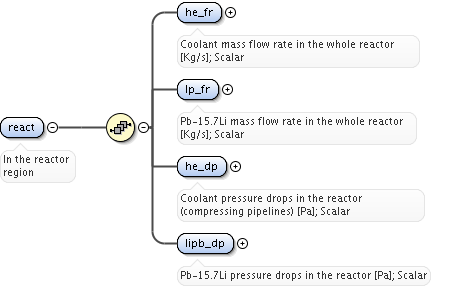 he_fr
Coolant mass flow rate in the whole reactor
[Kg/s]; Scalar
lp_fr
Pb-15.7Li mass flow rate in the whole reactor
[Kg/s]; Scalar
react
In the reactor
region
he_dp
Coolant pressure drops in the reactor
(compressing pipelines) [Pa]; Scalar
lipb_dp
Pb-15.7Li pressure drops in the reactor [Pa]; Scalar